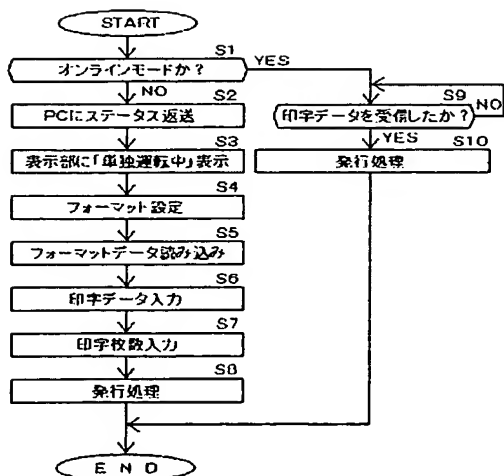 START
S1
オンラインモードか?
YES
NO
S2
PCにステータス返送
S3
表示部に「単独運転中」表示
S4
フォーマット設定
S5
フォーマットデータ読み込み
S6
印字データ入力
S7
印字枚数入力
S8
発行処理
S9
NO
印字データを受信したか?
YES
S10
発行処理
END